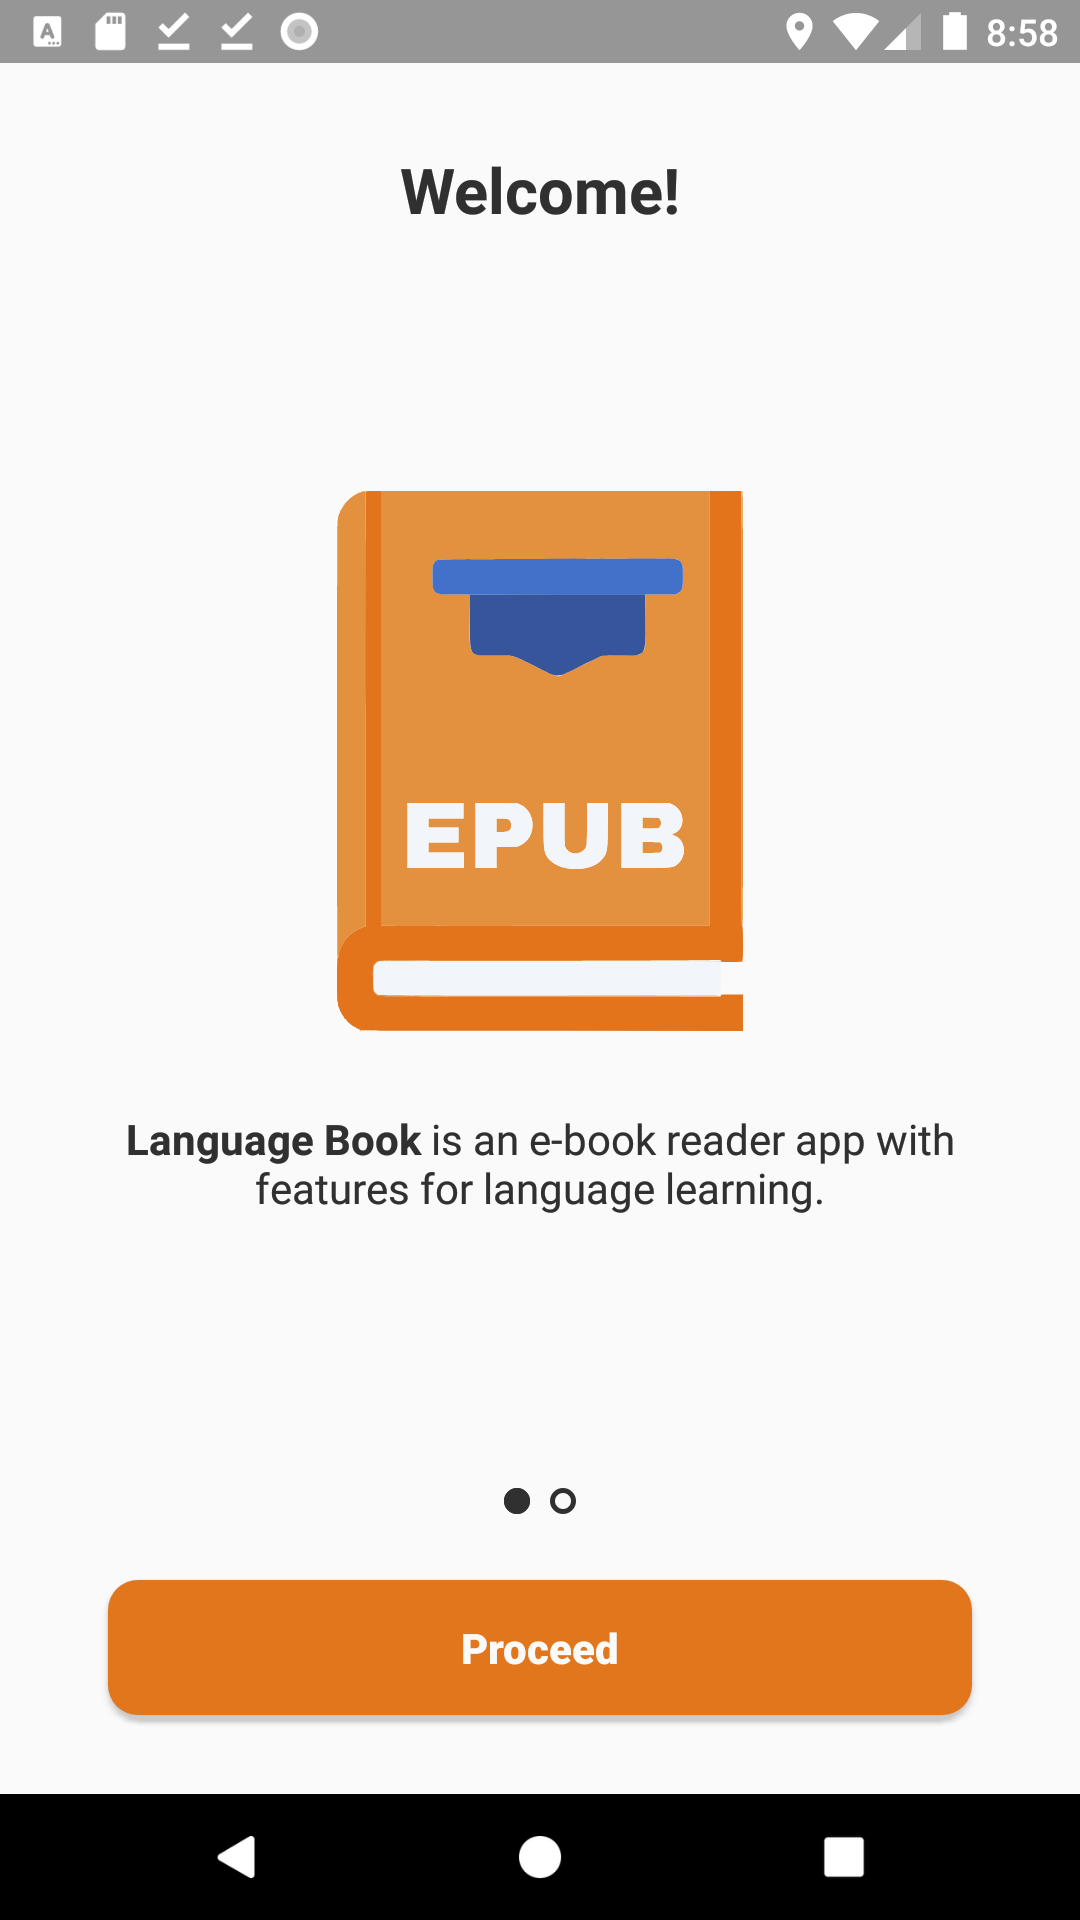 8:58
Welcome!
EPUB
Language Book is an e-book reader app with
features for language learning.
Proceed